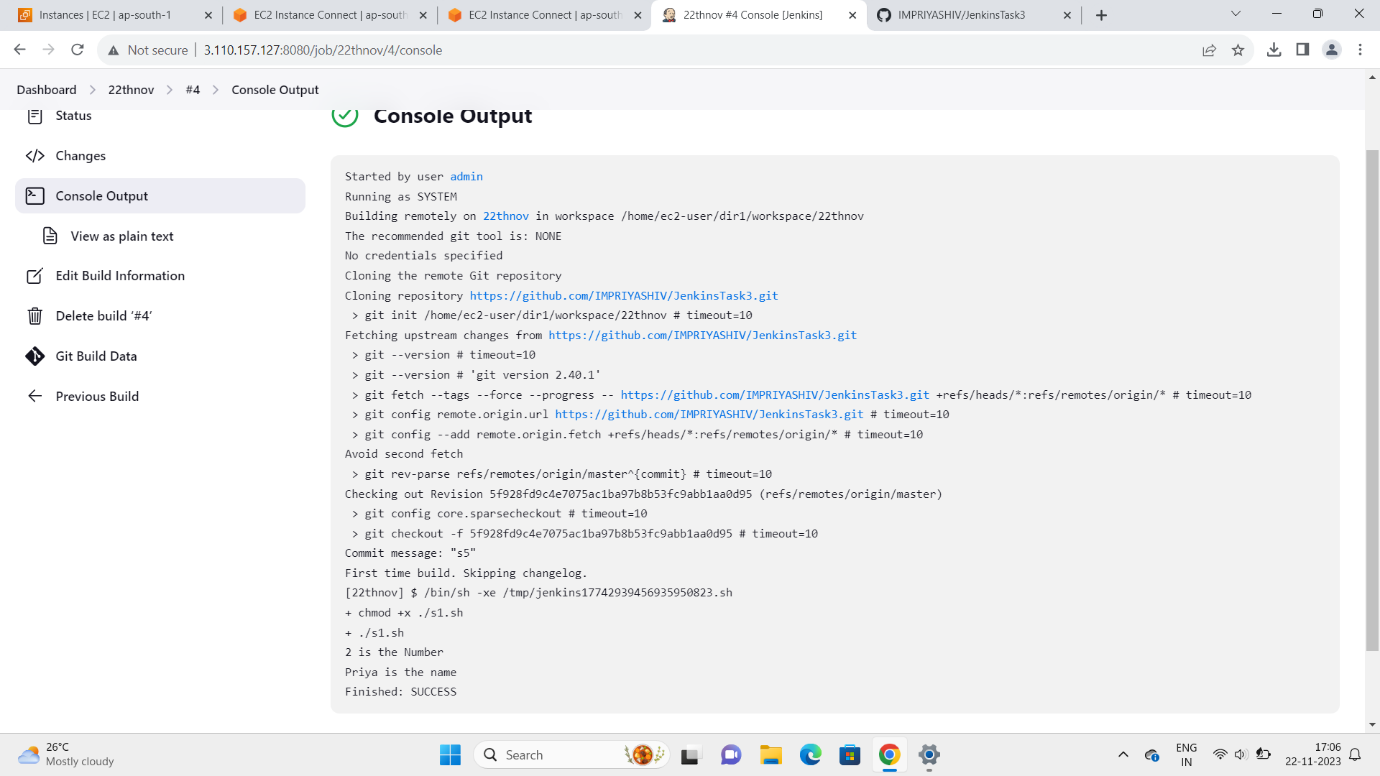 Instances | EC2 | ap-south-1
EC2 Instance Connect | ap-south
EC2 Instance Connect | ap-south
22thnov #4 Console [Jenkins]
IMPRIYASHIV/JenkinsTask3
Not secure
3.110.157.127:8080/job/22thnov/4/console
Dashboard
22thnov
#4
Console Output
Status
Changes
Console Output
View as plain text
Edit Build Information
Delete build ‘#4’
Git Build Data
Previous Build
Console Output
Started by user admin
Running as SYSTEM
Building remotely on 22thnov in workspace /home/ec2-user/dir1/workspace/22thnov
The recommended git tool is: NONE
No credentials specified
Cloning the remote Git repository
Cloning repository https://github.com/IMPRIYASHIV/JenkinsTask3.git
> git init /home/ec2-user/dir1/workspace/22thnov # timeout=10
Fetching upstream changes from https://github.com/IMPRIYASHIV/JenkinsTask3.git
> git --version # timeout=10
> git --version # 'git version 2.40.1'
> git fetch --tags --force --progress -- https://github.com/IMPRIYASHIV/JenkinsTask3.git +refs/heads/*:refs/remotes/origin/* # timeout=10
> git config remote.origin.url https://github.com/IMPRIYASHIV/JenkinsTask3.git # timeout=10
> git config --add remote.origin.fetch +refs/heads/*:refs/remotes/origin/* # timeout=10
Avoid second fetch
> git rev-parse refs/remotes/origin/master^{commit} # timeout=10
Checking out Revision 5f928fd9c4e7075ac1ba97b8b53fc9abb1aa0d95 (refs/remotes/origin/master)
> git config core.sparsecheckout # timeout=10
> git checkout -f 5f928fd9c4e7075ac1ba97b8b53fc9abb1aa0d95 # timeout=10
Commit message: "s5"
First time build. Skipping changelog.
[22thnov] $ /bin/sh -xe /tmp/jenkins17742939456935950823.sh
+ chmod +x ./s1.sh
+ ./s1.sh
2 is the Number
Priya is the name
Finished: SUCCESS
26°C
Mostly cloudy
Search
ENG
IN
17:06
22-11-2023